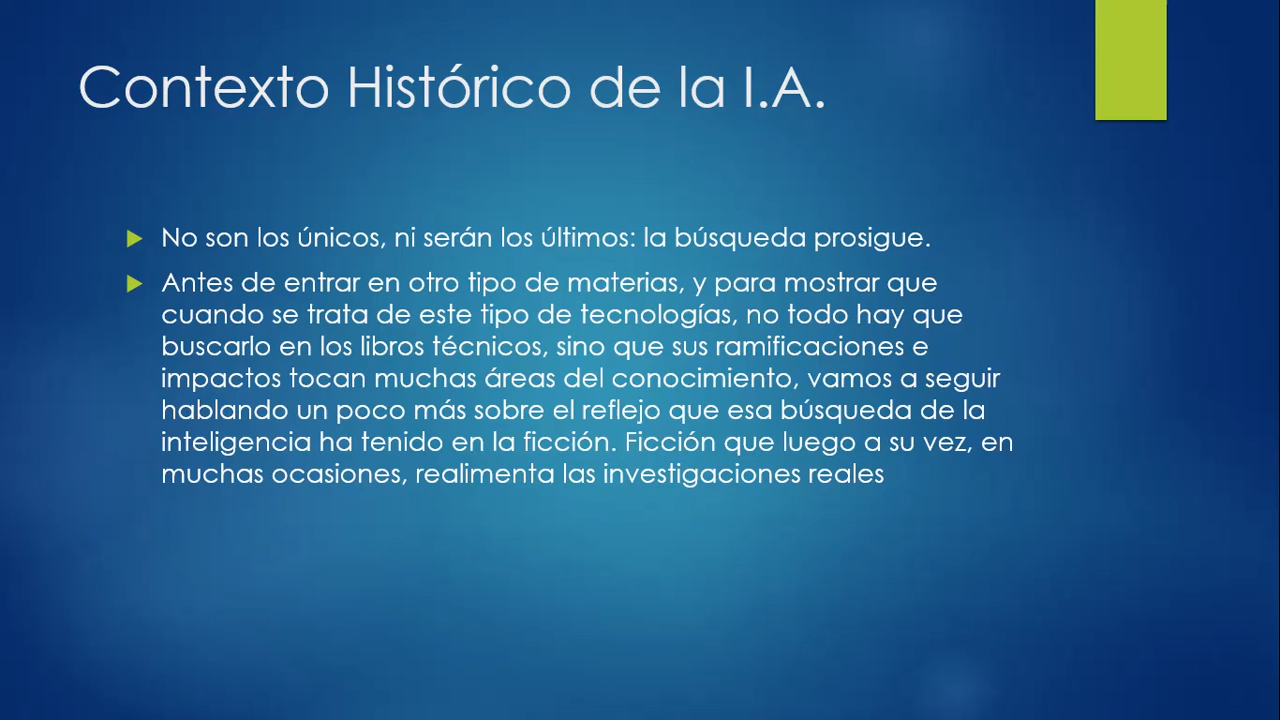 Contexto Histórico de la I.A.
No son los únicos, ni serán los últimos: la búsqueda prosigue.
Antes de entrar en otro tipo de materias, y para mostrar que
cuando se trata de este tipo de tecnologías, no todo hay que
buscarlo en los libros técnicos, sino que sus ramificaciones e
impactos tocan muchas áreas del conocimiento, vamos a seguir
hablando un poco más sobre el reflejo que esa búsqueda de la
inteligencia ha tenido en la ficción. Ficción que luego a su vez, en
muchas ocasiones, realimenta las investigaciones reales